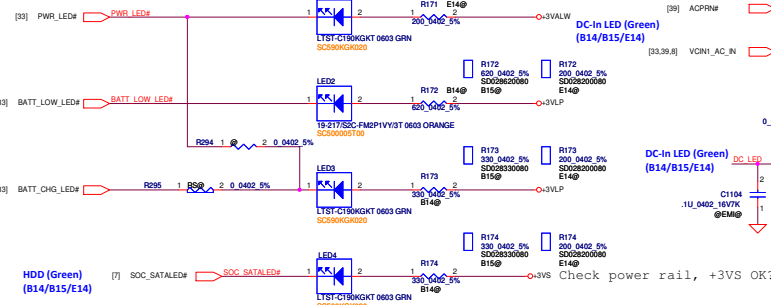 R171 E14@
[33] PWR_LED# PWR_LED# 1 2 1 2 +3VALW
200_0402_5%
LTST-C190KGKT 0603 GRN
SC590KGK020
DC-In LED (Green)
(B14/B15/E14)
[39] ACPRN#
[33,39,8] VCIN1_AC_IN
R172
620_0402_5%
SD028620080
B15@
R172
200_0402_5%
SD028200080
E14@
LED2
R172 B14@
BATT_LOW_LED# BATT_LOW_LED# 1 2 1 2 +3VLP
620_0402_5%
19-217/S2C-FM2P1VY/3T 0603 ORANGE
SC500005T00
R294 1 @ 2 0_0402_5%
R173
330_0402_5%
SD028330080
B15@
R173
200_0402_5%
SD028200080
E14@
LED3
R173
BATT_CHG_LED# R295 1 RS@ 2 0_0402_5% 1 2 1 2 +3VLP
330_0402_5%
B14@
LTST-C190KGKT 0603 GRN
SC590KGK020
DC-In LED (Green)
(B14/B15/E14)
DC_LED
2
C1104
.1U_0402_16V7K
@EMI@
1
R174
330_0402_5%
SD028330080
B15@
R174
200_0402_5%
SD028200080
E14@
HDD (Green)
(B14/B15/E14)
LED4
R174
[7] SOC_SATALED# SOC_SATALED# 1 2 1 2 +3VS Check power rail, +3VS OK?
330_0402_5%
B14@
LTST-C190KGKT 0603 GRN